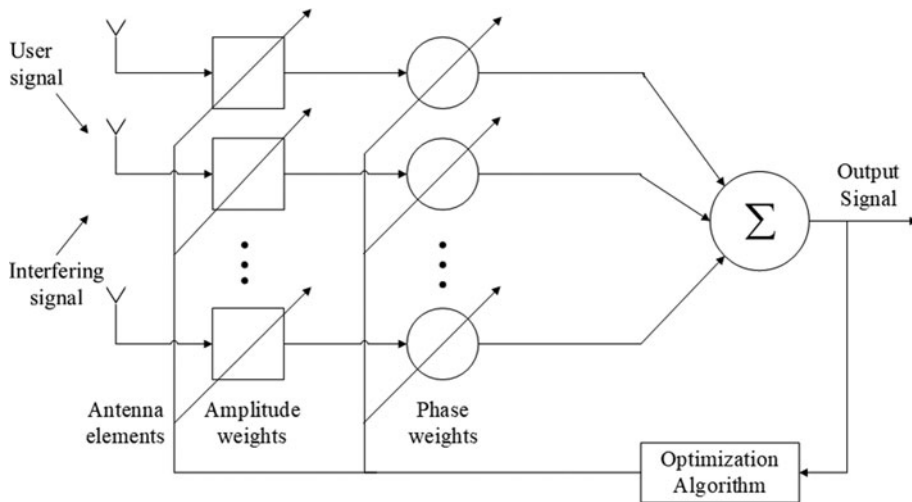 User
signal
Interfering
signal
Antenna
elements
Amplitude
weights
Phase
weights
Σ
Output
Signal
Optimization
Algorithm